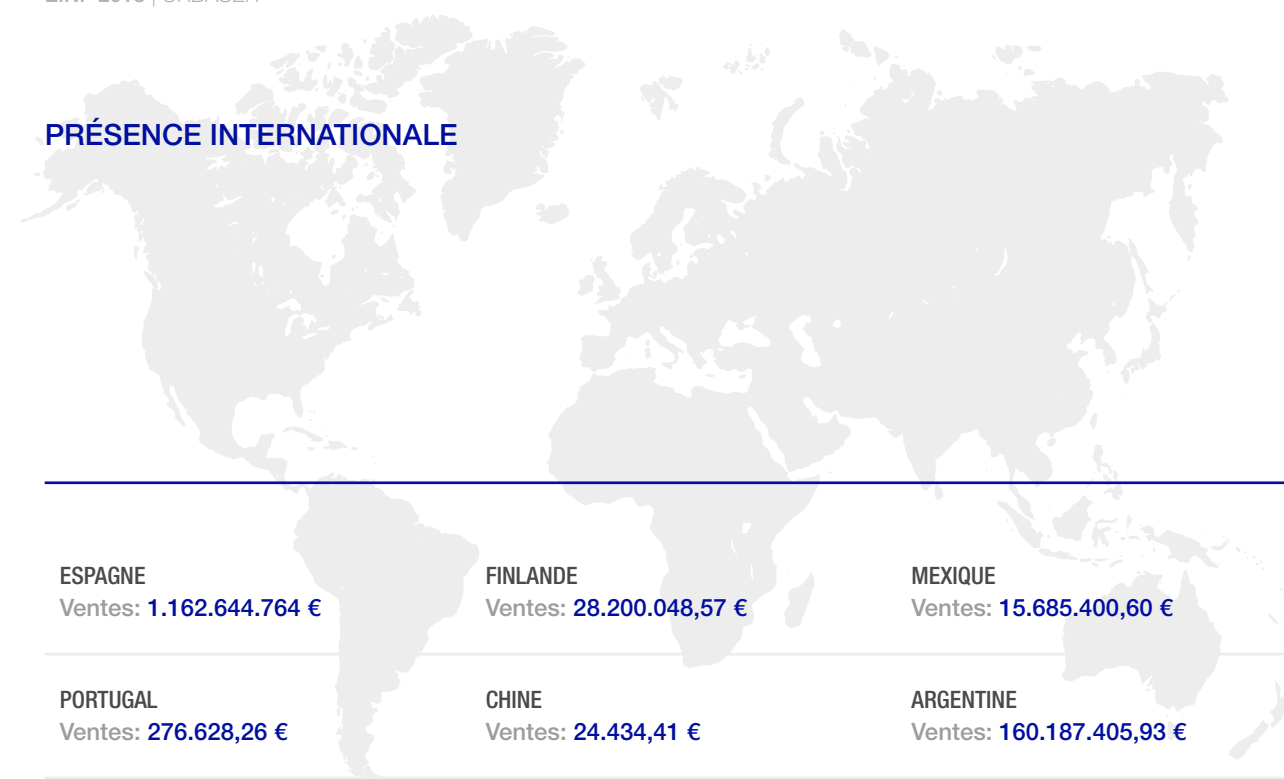 PRÉSENCE INTERNATIONALE
ESPAGNE
Ventes: 1.162.644.764 €
FINLANDE
Ventes: 28.200.048,57 €
MEXIQUE
Ventes: 15.685.400,60 €
PORTUGAL
Ventes: 276.628,26 €
CHINE
Ventes: 24.434,41 €
ARGENTINE
Ventes: 160.187.405,93 €